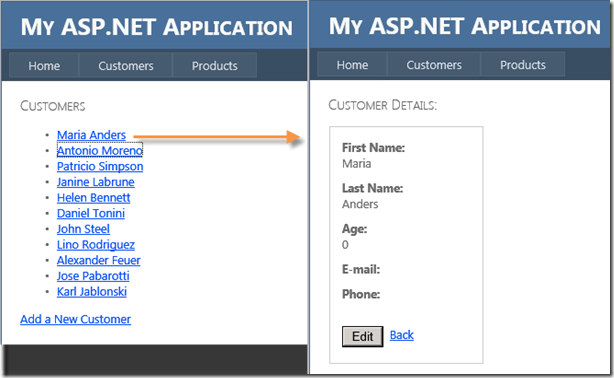 My ASP.NET Application
Home Customers Products
Customers
Maria Anders
Antonio Moreno
Patricio Simpson
Janine Labrune
Helen Bennett
Daniel Tonini
John Steel
Lino Rodriguez
Alexander Feuer
Jose Pabarotti
Karl Jablonski
Add a New Customer
My ASP.NET Application
Home Customers Products
Customer Details:
First Name:
Maria
Last Name:
Anders
Age:
0
E-mail:
Phone:
Edit Back